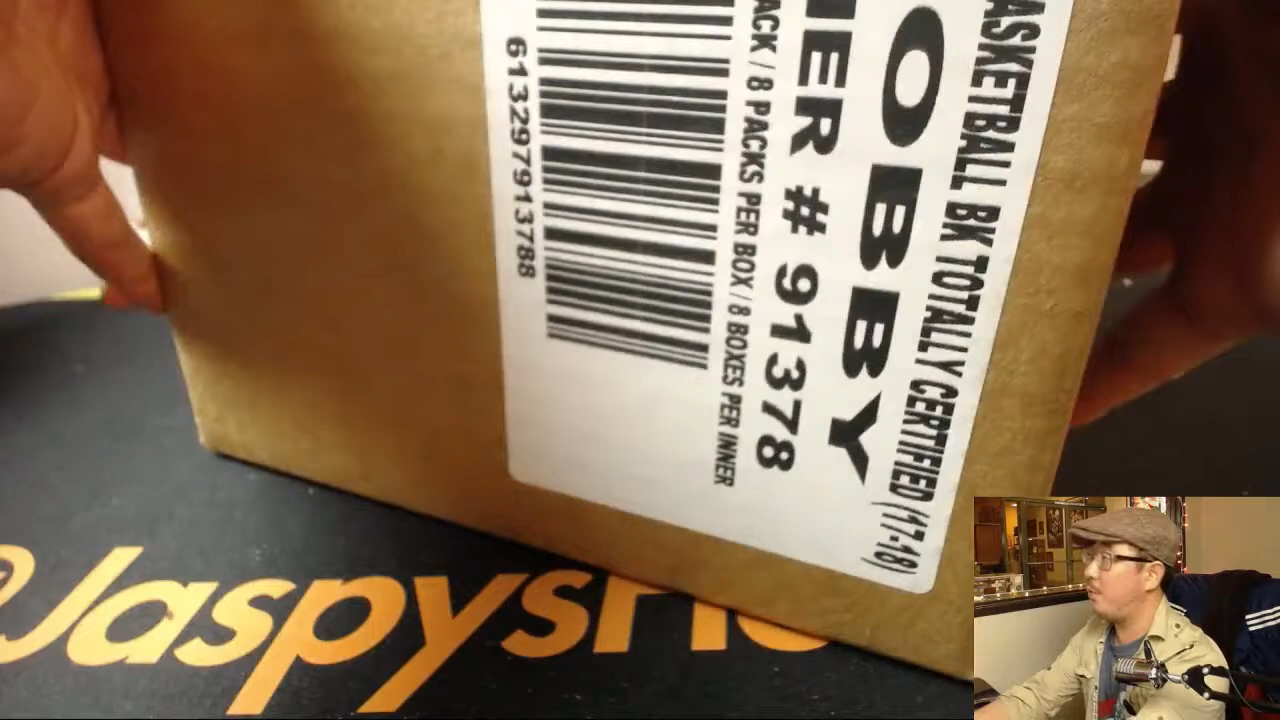 ASKETBALL BK TOTALLY CERTIFIED (17-18)
OBBY
ER # 91378
ACK / 8 PACKS PER BOX / 8 BOXES PER INNER
613297913788
@JaspysH